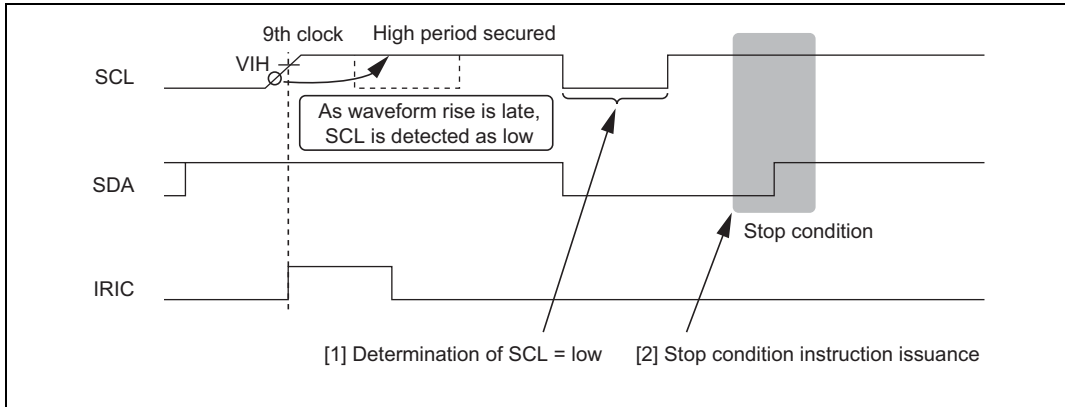 9th clock
High period secured
VIH
SCL
As waveform rise is late,
SCL is detected as low
SDA
Stop condition
IRIC
[1] Determination of SCL = low
[2] Stop condition instruction issuance